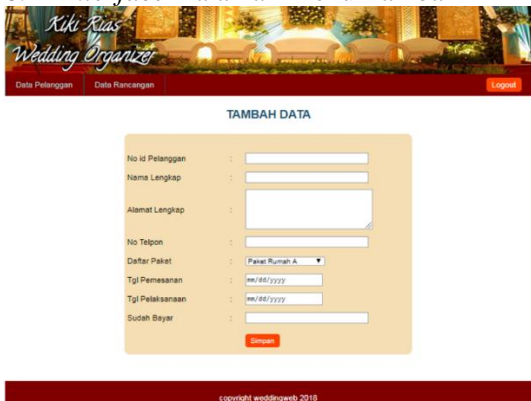 Kiki Rias
Wedding Organizer
Data Pelanggan Data Rancangan Logout
TAMBAH DATA
No id Pelanggan :
Nama Lengkap :
Alamat Lengkap :
No Telpon :
Daftar Paket : Paket Rumah A
Tgl Pemesanan : mm/dd/yyyy
Tgl Pelaksanaan : mm/dd/yyyy
Sudah Bayar :
Simpan
copyright weddingweb 2018